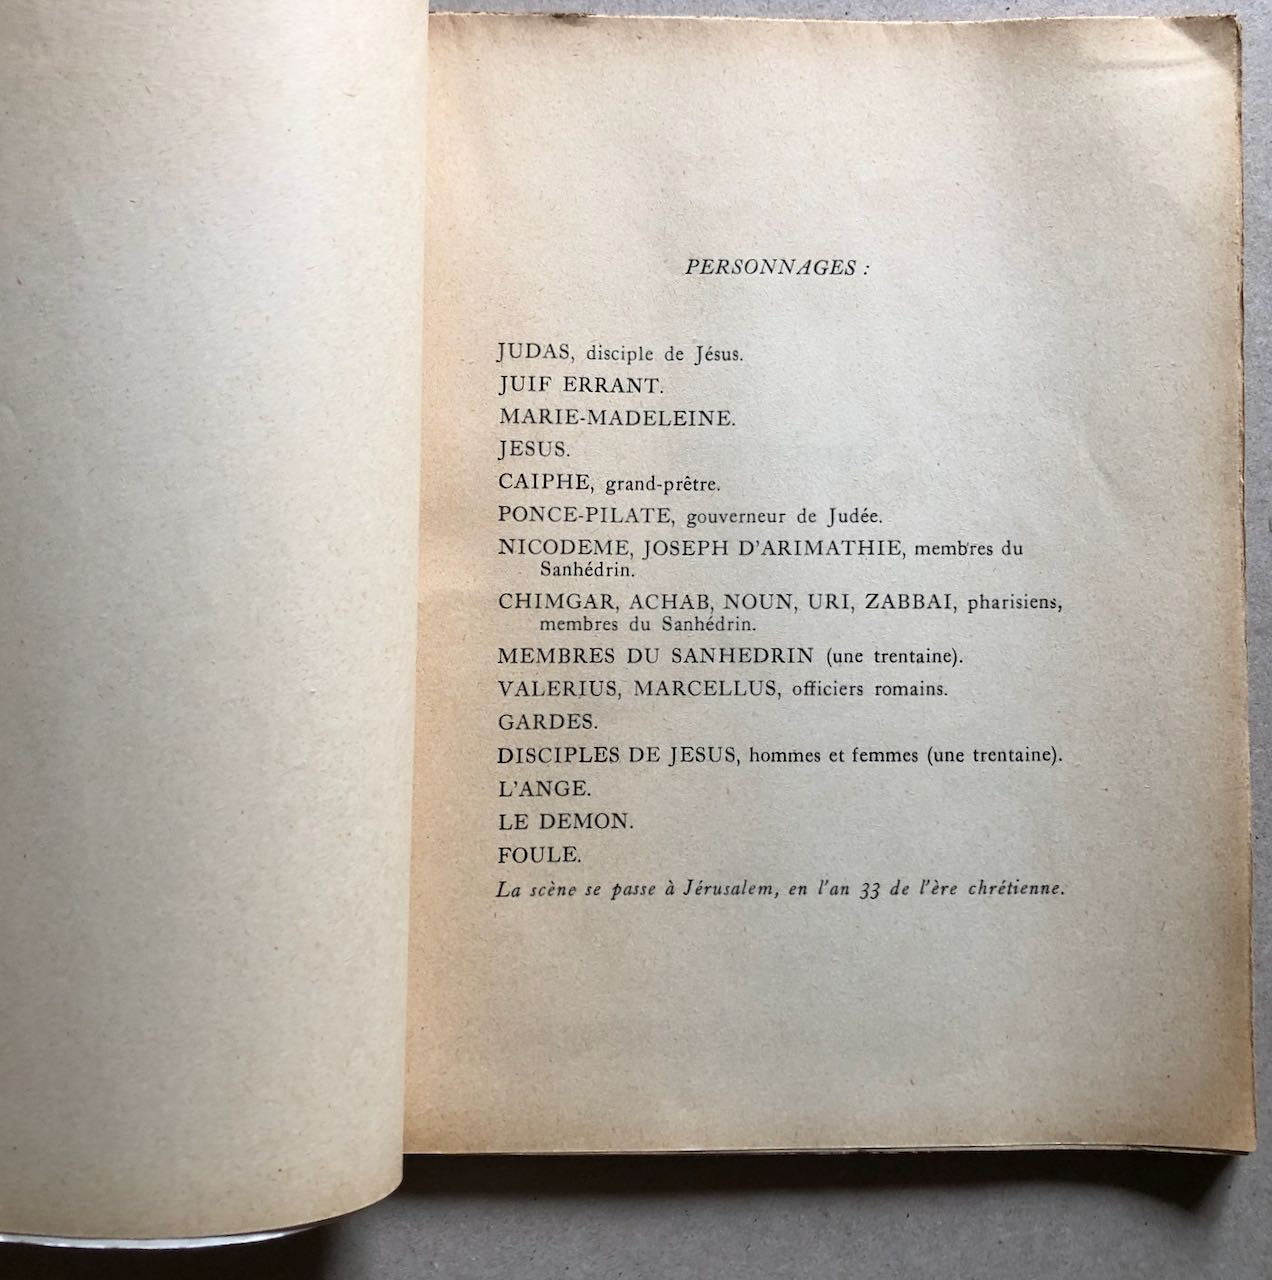 PERSONNAGES :
JUDAS, disciple de Jésus.
JUIF ERRANT.
MARIE-MADELEINE.
JESUS.
CAIPHE, grand-prêtre.
PONCE-PILATE, gouverneur de Judée.
NICODEME, JOSEPH D'ARIMATHIE, membres du
Sanhédrin.
CHIMGAR, ACHAB, NOUN, URI, ZABBAI, pharisiens,
membres du Sanhédrin.
MEMBRES DU SANHEDRIN (une trentaine).
VALERIUS, MARCELLUS, officiers romains.
GARDES.
DISCIPLES DE JESUS, hommes et femmes (une trentaine).
L'ANGE.
LE DEMON.
FOULE.
La scène se passe à Jérusalem, en l'an 33 de l'ère chrétienne.